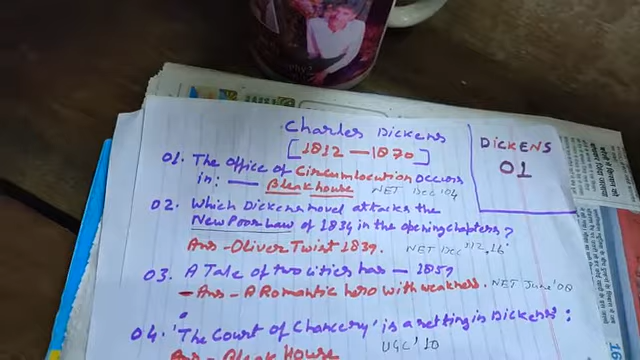 Charles Dickens
[1812 — 1870]
DICKENS
01
01. The Office of Circumlocution occurs
in: — Bleak house NET Dec '04
02. Which Dickens novel attacks the
New Poor Law of 1834 in the opening chapters?
Ans - Oliver Twist 1839. NET Dec '12, 16'
03. A Tale of two cities has — 1859
- Ans - A Romantic hero with weakness. NET June '08
04. 'The Court of Chancery' is a setting in Dickens:
Ans - Bleak House UGC' 10